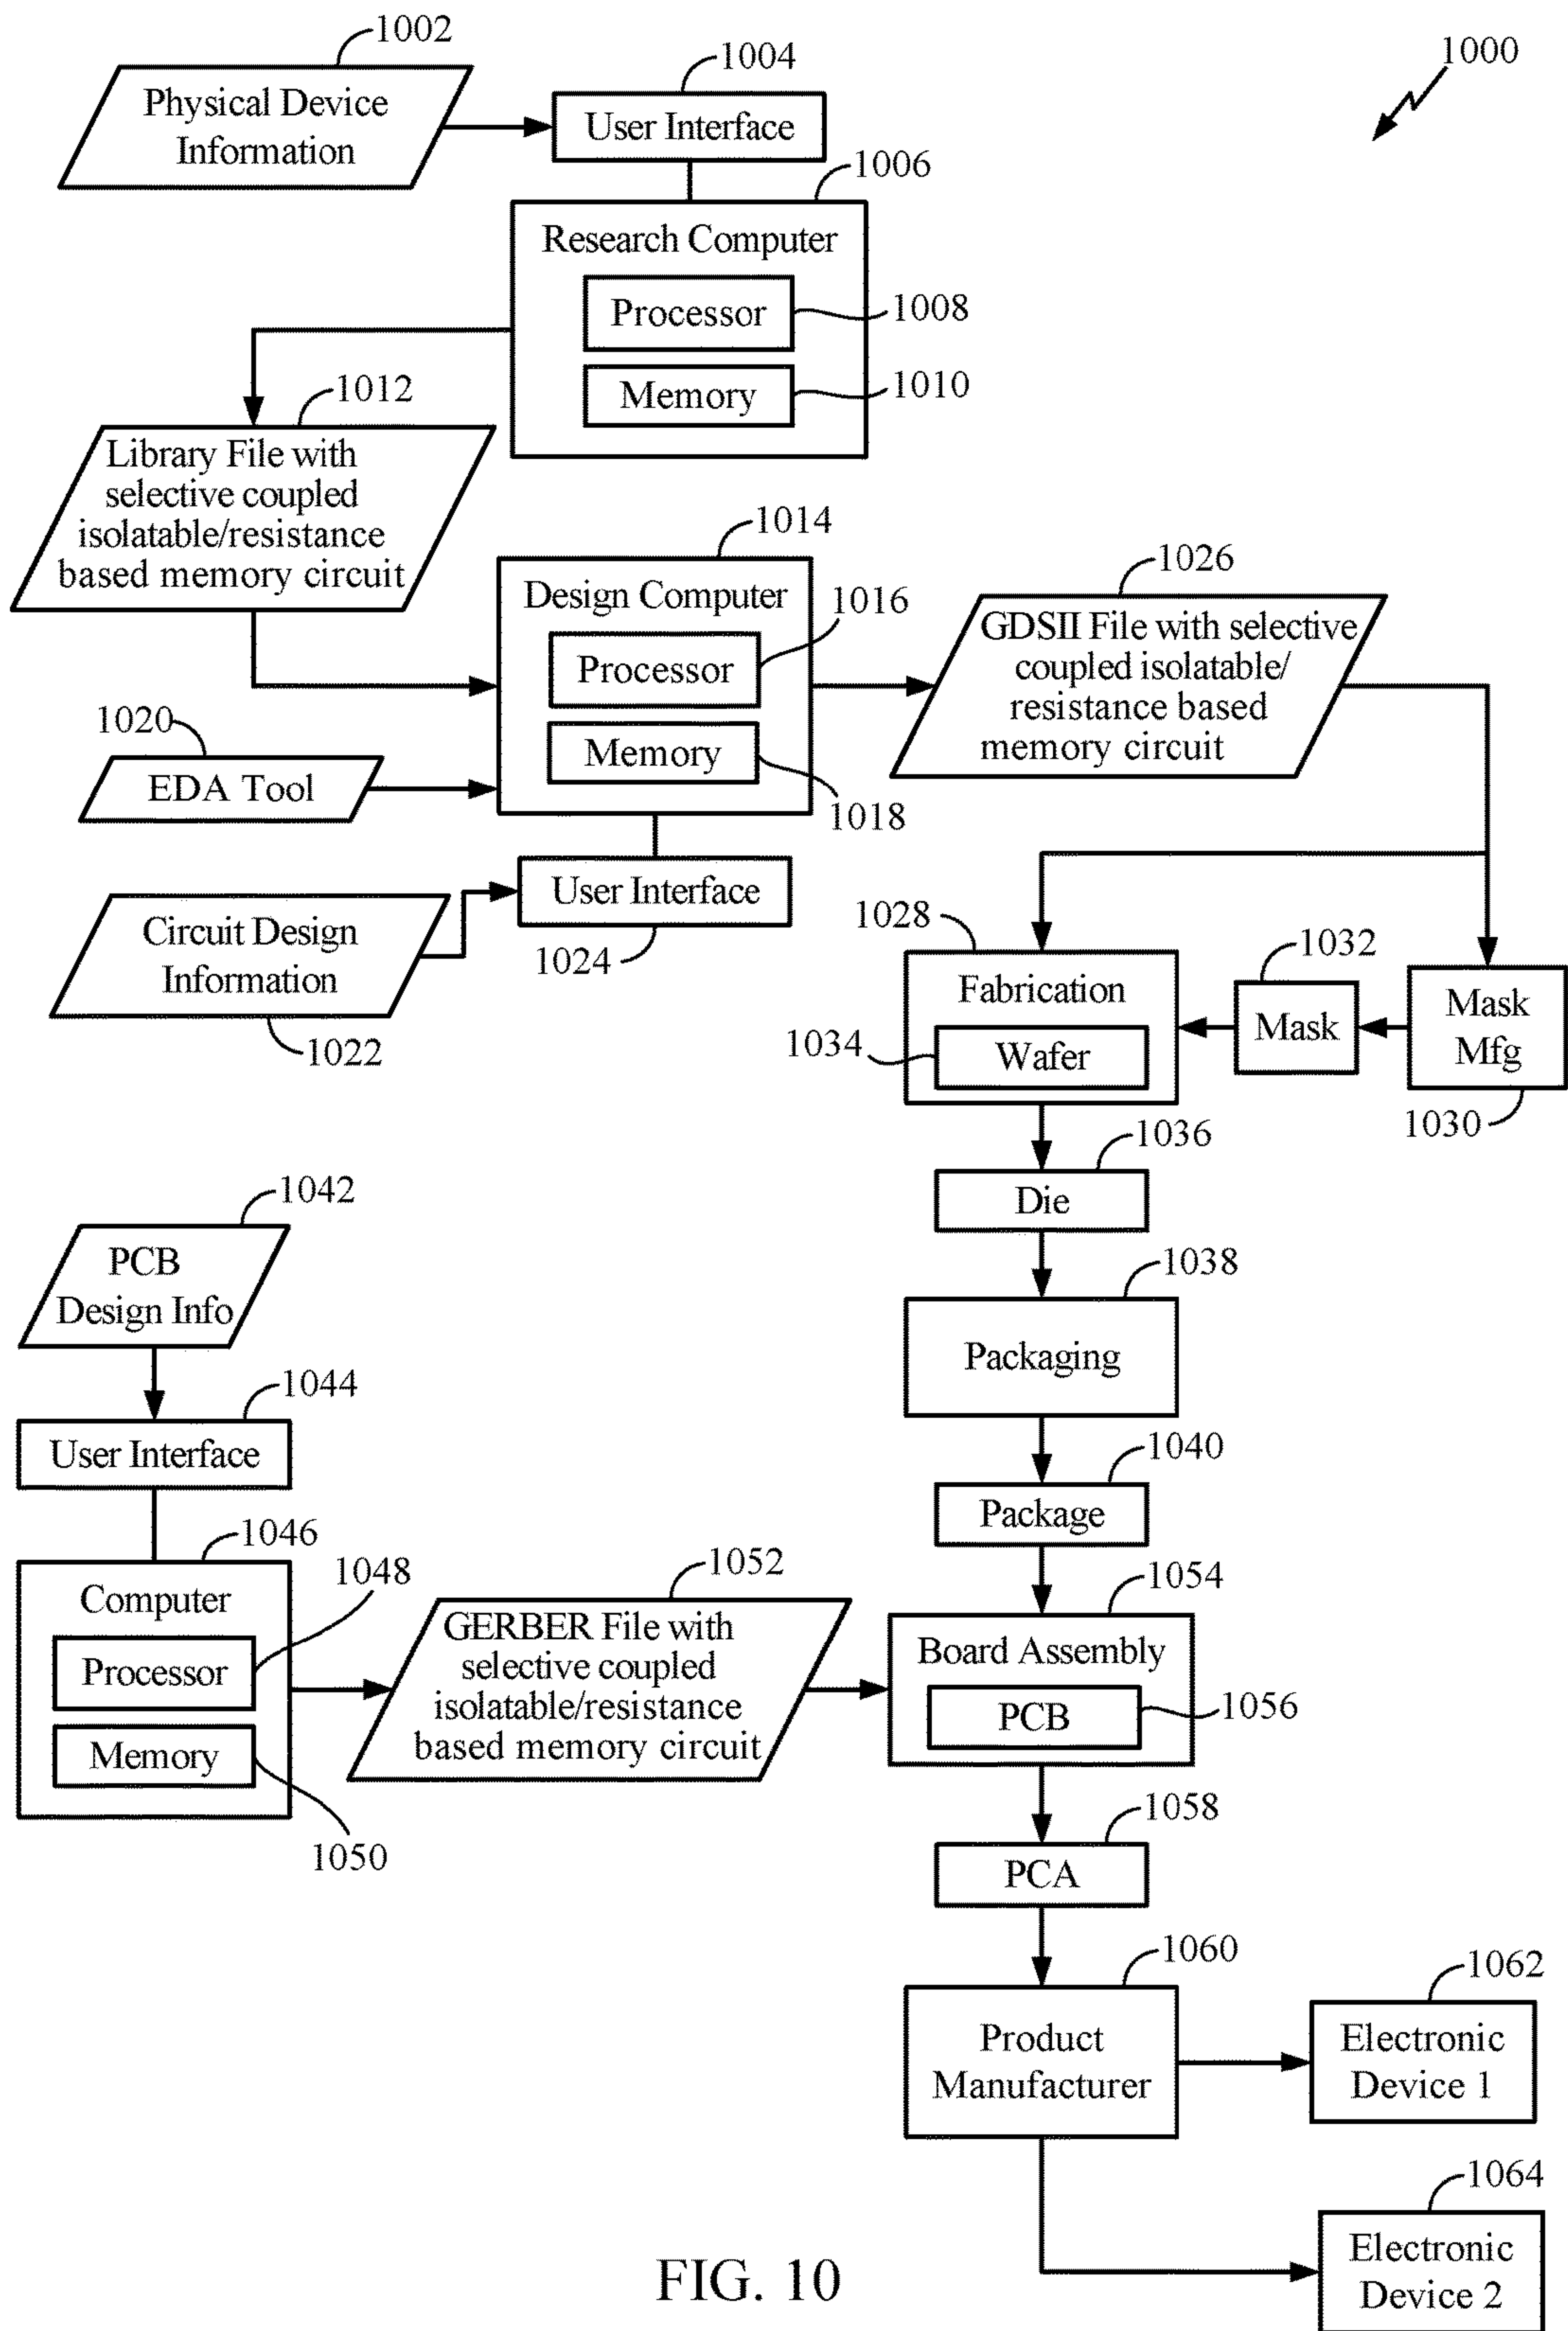 1002
1004
1000
Physical Device
Information
User Interface
1006
Research Computer
Processor
1008
Memory
1010
1012
Library File with
selective coupled
isolatable/resistance
based memory circuit
1014
Design Computer
1016
Processor
Memory
1018
1026
GDSII File with selective
coupled isolatable/
resistance based
memory circuit
1020
EDA Tool
User Interface
1024
Circuit Design
Information
1022
1028
Fabrication
1034
Wafer
1032
Mask
Mask
Mfg
1030
1036
Die
1038
Packaging
1040
Package
1042
PCB
Design Info
1044
User Interface
1046
1048
Computer
Processor
Memory
1050
1052
GERBER File with
selective coupled
isolatable/resistance
based memory circuit
1054
Board Assembly
PCB
1056
1058
PCA
1060
Product
Manufacturer
1062
Electronic
Device 1
1064
Electronic
Device 2
FIG. 10